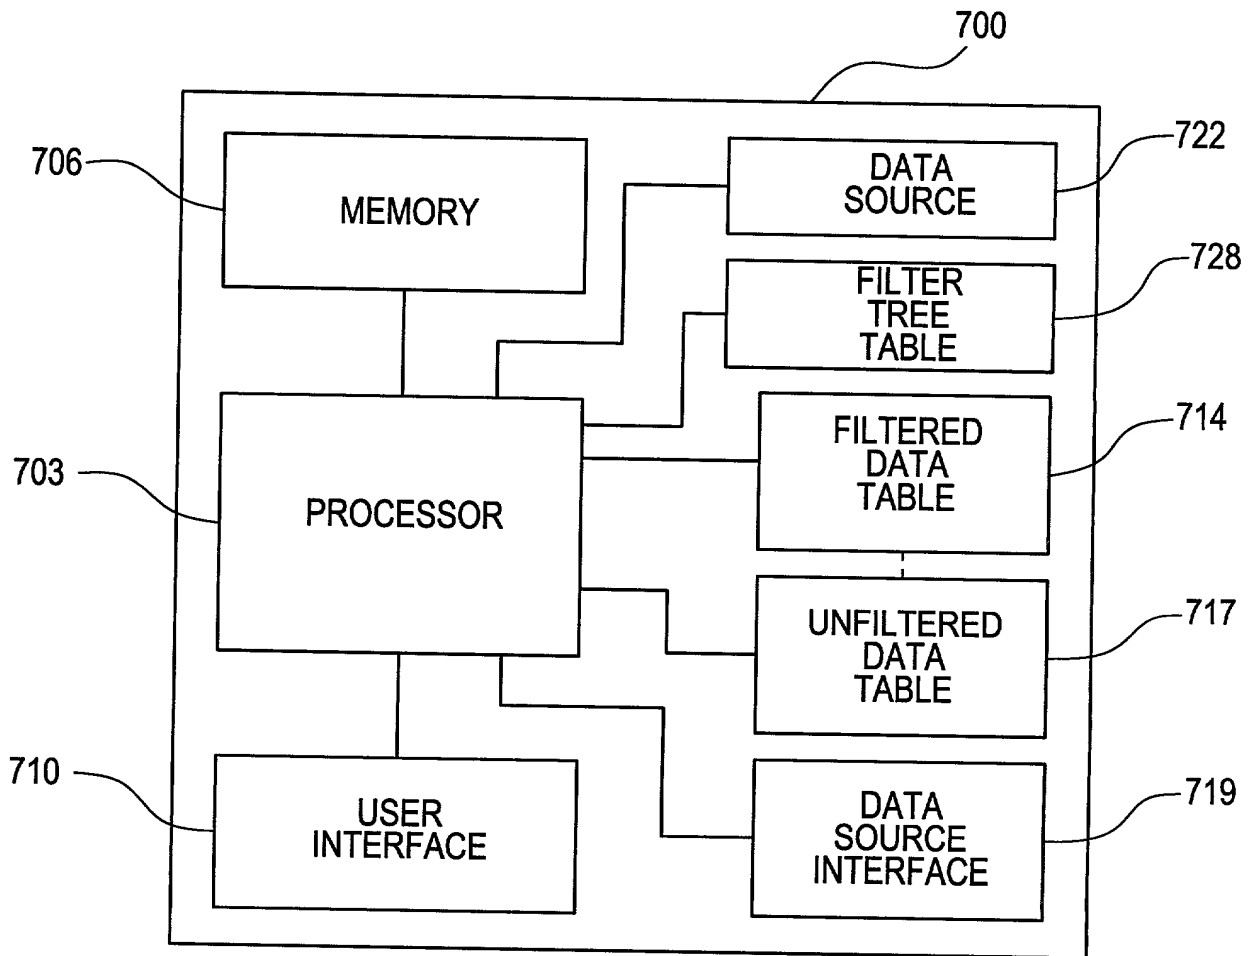 700
706
MEMORY
DATA
SOURCE
722
FILTER
TREE
TABLE
728
703
PROCESSOR
FILTERED
DATA
TABLE
714
UNFILTERED
DATA
TABLE
717
710
USER
INTERFACE
DATA
SOURCE
INTERFACE
719